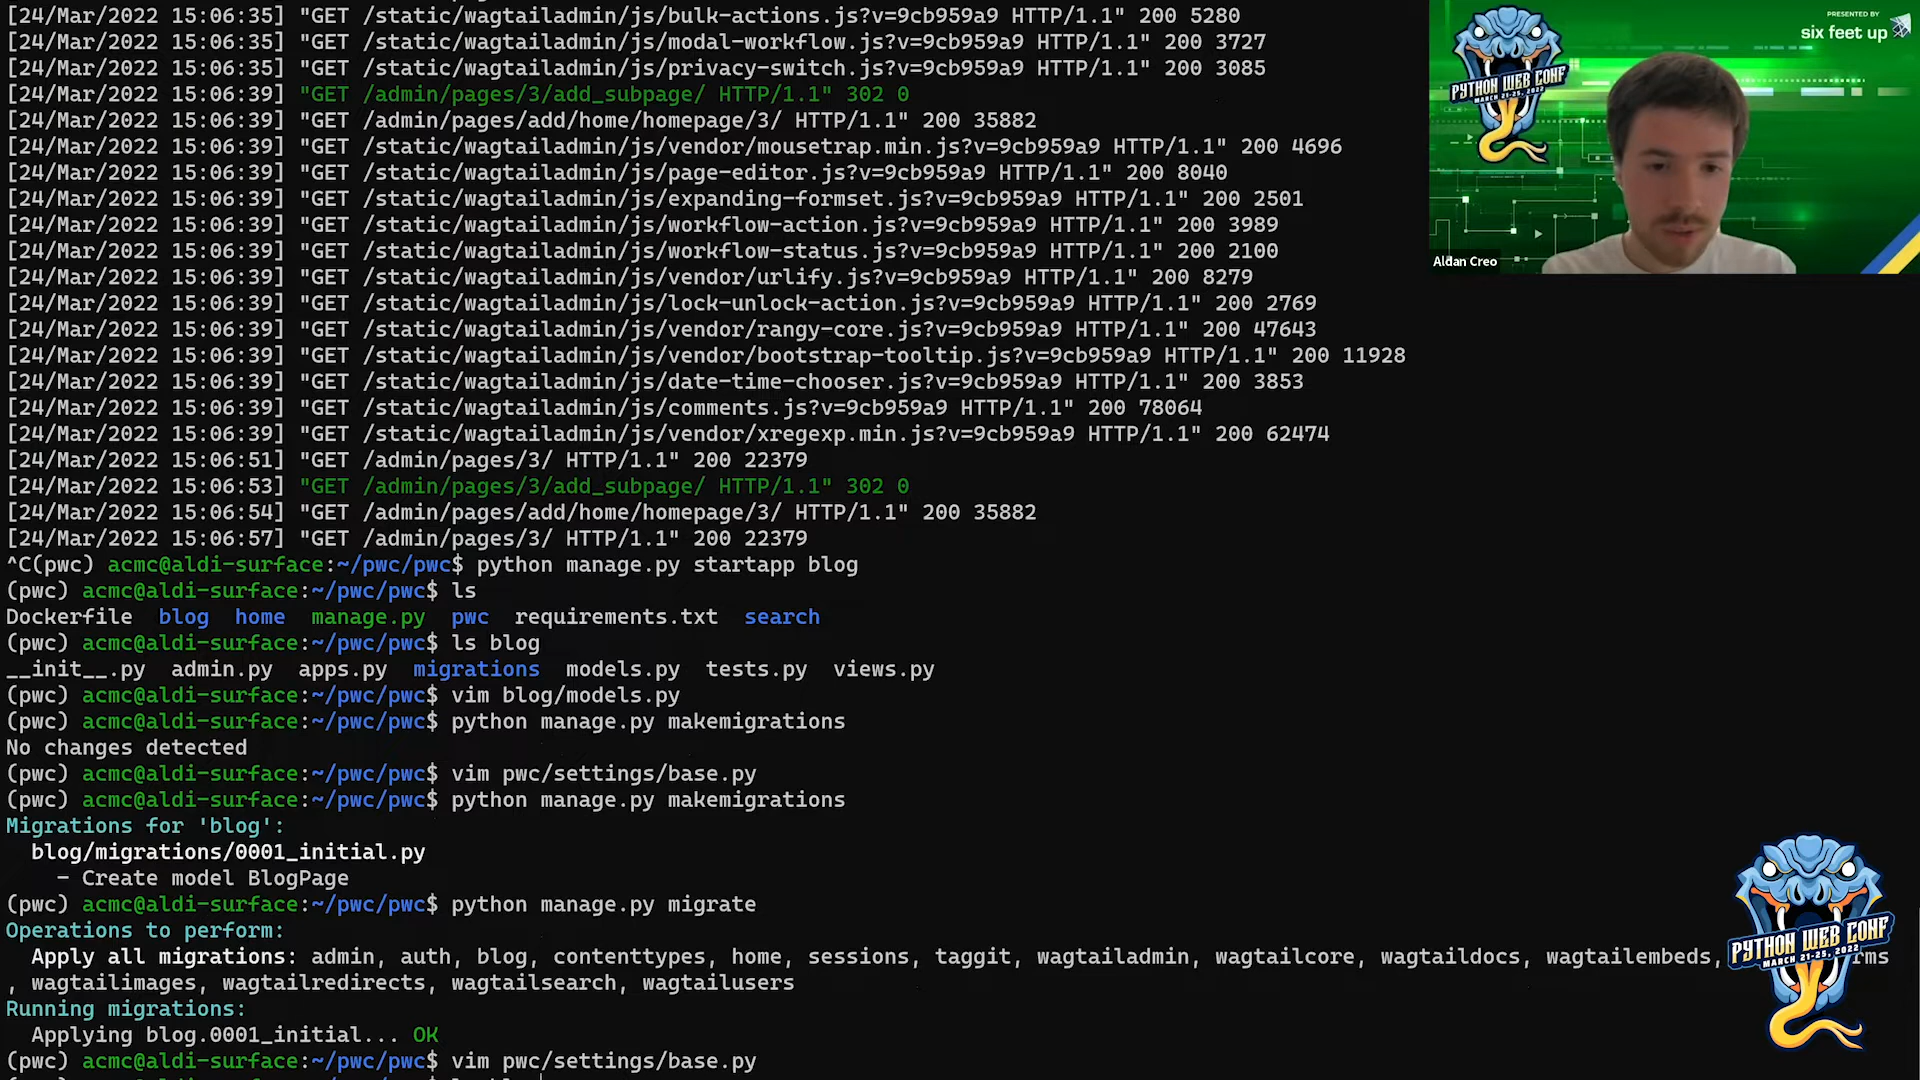 [24/Mar/2022 15:06:35] "GET /static/wagtailadmin/js/bulk-actions.js?v=9cb959a9 HTTP/1.1" 200 5280
[24/Mar/2022 15:06:35] "GET /static/wagtailadmin/js/modal-workflow.js?v=9cb959a9 HTTP/1.1" 200 3727
[24/Mar/2022 15:06:35] "GET /static/wagtailadmin/js/privacy-switch.js?v=9cb959a9 HTTP/1.1" 200 3085
[24/Mar/2022 15:06:39] "GET /admin/pages/3/add_subpage/ HTTP/1.1" 302 0
[24/Mar/2022 15:06:39] "GET /admin/pages/add/home/homepage/3/ HTTP/1.1" 200 35882
[24/Mar/2022 15:06:39] "GET /static/wagtailadmin/js/vendor/mousetrap.min.js?v=9cb959a9 HTTP/1.1" 200 4696
[24/Mar/2022 15:06:39] "GET /static/wagtailadmin/js/page-editor.js?v=9cb959a9 HTTP/1.1" 200 8040
[24/Mar/2022 15:06:39] "GET /static/wagtailadmin/js/expanding-formset.js?v=9cb959a9 HTTP/1.1" 200 2501
[24/Mar/2022 15:06:39] "GET /static/wagtailadmin/js/workflow-action.js?v=9cb959a9 HTTP/1.1" 200 3989
[24/Mar/2022 15:06:39] "GET /static/wagtailadmin/js/workflow-status.js?v=9cb959a9 HTTP/1.1" 200 2100
[24/Mar/2022 15:06:39] "GET /static/wagtailadmin/js/vendor/urlify.js?v=9cb959a9 HTTP/1.1" 200 8279
[24/Mar/2022 15:06:39] "GET /static/wagtailadmin/js/lock-unlock-action.js?v=9cb959a9 HTTP/1.1" 200 2769
[24/Mar/2022 15:06:39] "GET /static/wagtailadmin/js/vendor/rangy-core.js?v=9cb959a9 HTTP/1.1" 200 47643
[24/Mar/2022 15:06:39] "GET /static/wagtailadmin/js/vendor/bootstrap-tooltip.js?v=9cb959a9 HTTP/1.1" 200 11928
[24/Mar/2022 15:06:39] "GET /static/wagtailadmin/js/date-time-chooser.js?v=9cb959a9 HTTP/1.1" 200 3853
[24/Mar/2022 15:06:39] "GET /static/wagtailadmin/js/comments.js?v=9cb959a9 HTTP/1.1" 200 78064
[24/Mar/2022 15:06:39] "GET /static/wagtailadmin/js/vendor/xregexp.min.js?v=9cb959a9 HTTP/1.1" 200 62474
[24/Mar/2022 15:06:51] "GET /admin/pages/3/ HTTP/1.1" 200 22379
[24/Mar/2022 15:06:53] "GET /admin/pages/3/add_subpage/ HTTP/1.1" 302 0
[24/Mar/2022 15:06:54] "GET /admin/pages/add/home/homepage/3/ HTTP/1.1" 200 35882
[24/Mar/2022 15:06:57] "GET /admin/pages/3/ HTTP/1.1" 200 22379
^C(pwc) acmc@aldi-surface:~/pwc/pwc$ python manage.py startapp blog
(pwc) acmc@aldi-surface:~/pwc/pwc$ ls
Dockerfile blog home manage.py pwc requirements.txt search
(pwc) acmc@aldi-surface:~/pwc/pwc$ ls blog
__init__.py admin.py apps.py migrations models.py tests.py views.py
(pwc) acmc@aldi-surface:~/pwc/pwc$ vim blog/models.py
(pwc) acmc@aldi-surface:~/pwc/pwc$ python manage.py makemigrations
No changes detected
(pwc) acmc@aldi-surface:~/pwc/pwc$ vim pwc/settings/base.py
(pwc) acmc@aldi-surface:~/pwc/pwc$ python manage.py makemigrations
Migrations for 'blog':
blog/migrations/0001_initial.py
- Create model BlogPage
(pwc) acmc@aldi-surface:~/pwc/pwc$ python manage.py migrate
Operations to perform:
Apply all migrations: admin, auth, blog, contenttypes, home, sessions, taggit, wagtailadmin, wagtailcore, wagtaildocs, wagtailembeds,
, wagtailimages, wagtailredirects, wagtailsearch, wagtailusers
Running migrations:
Applying blog.0001_initial... OK
(pwc) acmc@aldi-surface:~/pwc/pwc$ vim pwc/settings/base.py
PRESENTED BY
six feet up
PYTHON WEB CONF
MARCH 21-25, 2022
Aldan Creo
PYTHON WEB CONF
MARCH 21-25, 2022